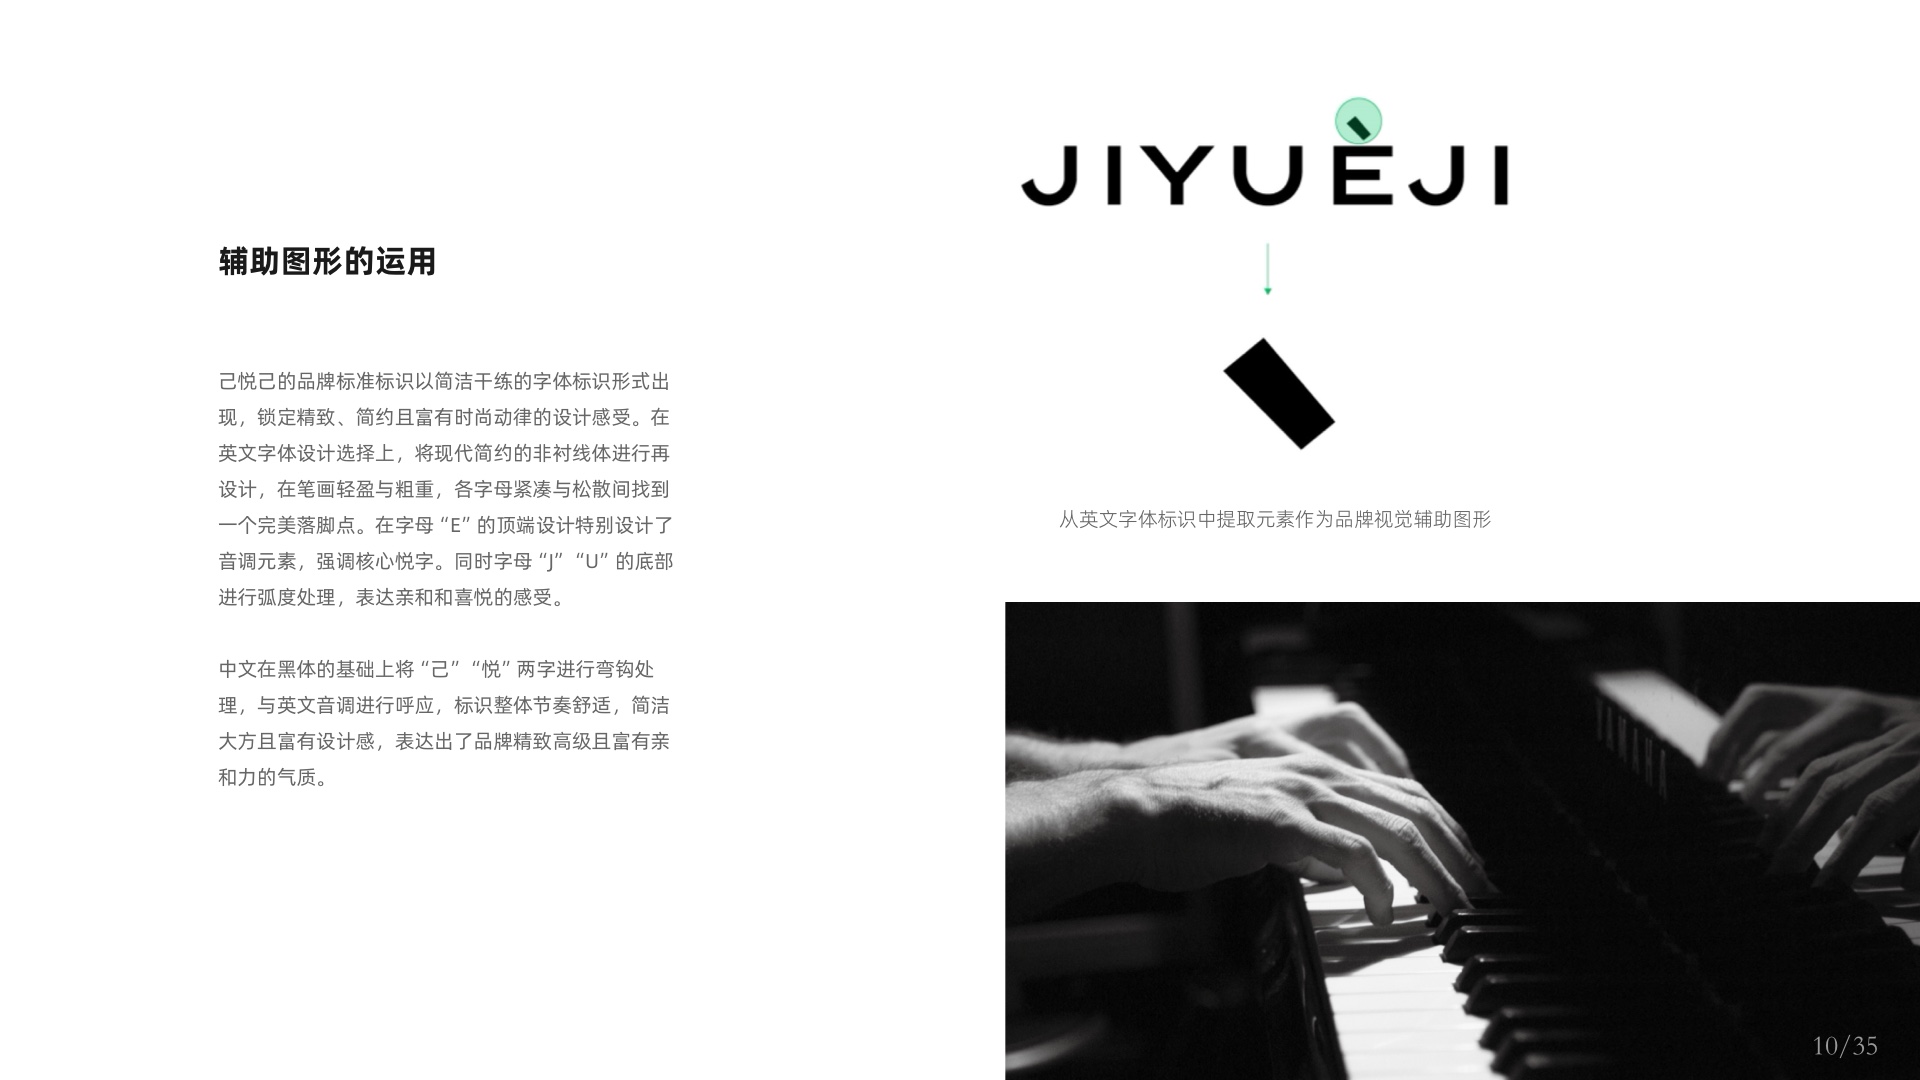 辅助图形的运用
己悦己的品牌标准标识以简洁干练的字体标识形式出
现，锁定精致、简约且富有时尚动律的设计感受。在
英文字体设计选择上，将现代简约的非衬线体进行再
设计，在笔画轻盈与粗重，各字母紧凑与松散间找到
一个完美落脚点。在字母“E”的顶端设计特别设计了
音调元素，强调核心悦字。同时字母“J”“U”的底部
进行弧度处理，表达亲和和喜悦的感受。
中文在黑体的基础上将“己”“悦”两字进行弯钩处
理，与英文音调进行呼应，标识整体节奏舒适，简洁
大方且富有设计感，表达出了品牌精致高级且富有亲
和力的气质。
JIYUÈJI
从英文字体标识中提取元素作为品牌视觉辅助图形
YAMAHA
10/35